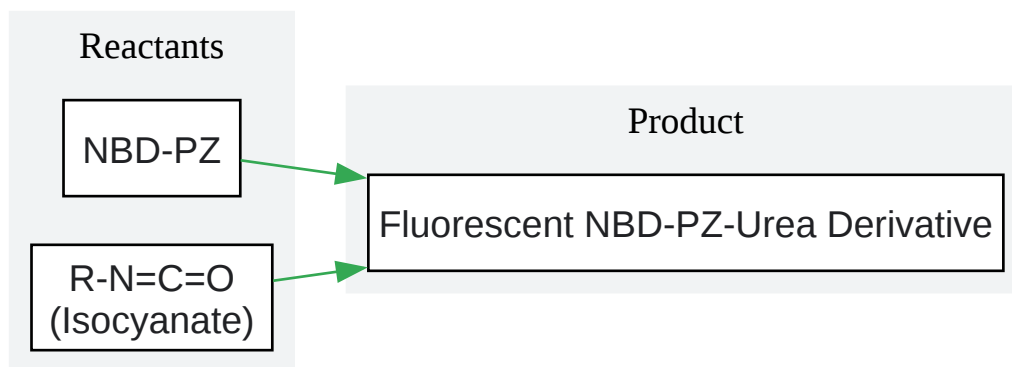 Reactants
NBD-PZ
R-N=C=O
(Isocyanate)
Product
Fluorescent NBD-PZ-Urea Derivative